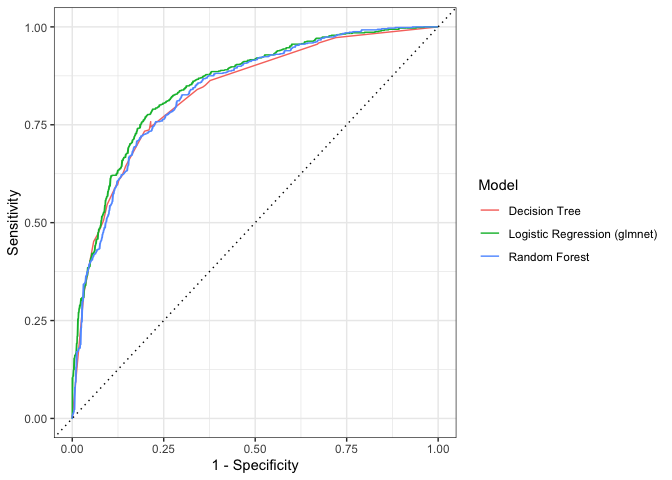 1.00
0.75
0.50
0.25
0.00
Sensitivity
0.00 0.25 0.50 0.75 1.00
1 - Specificity
Model
Decision Tree
Logistic Regression (glmnet)
Random Forest